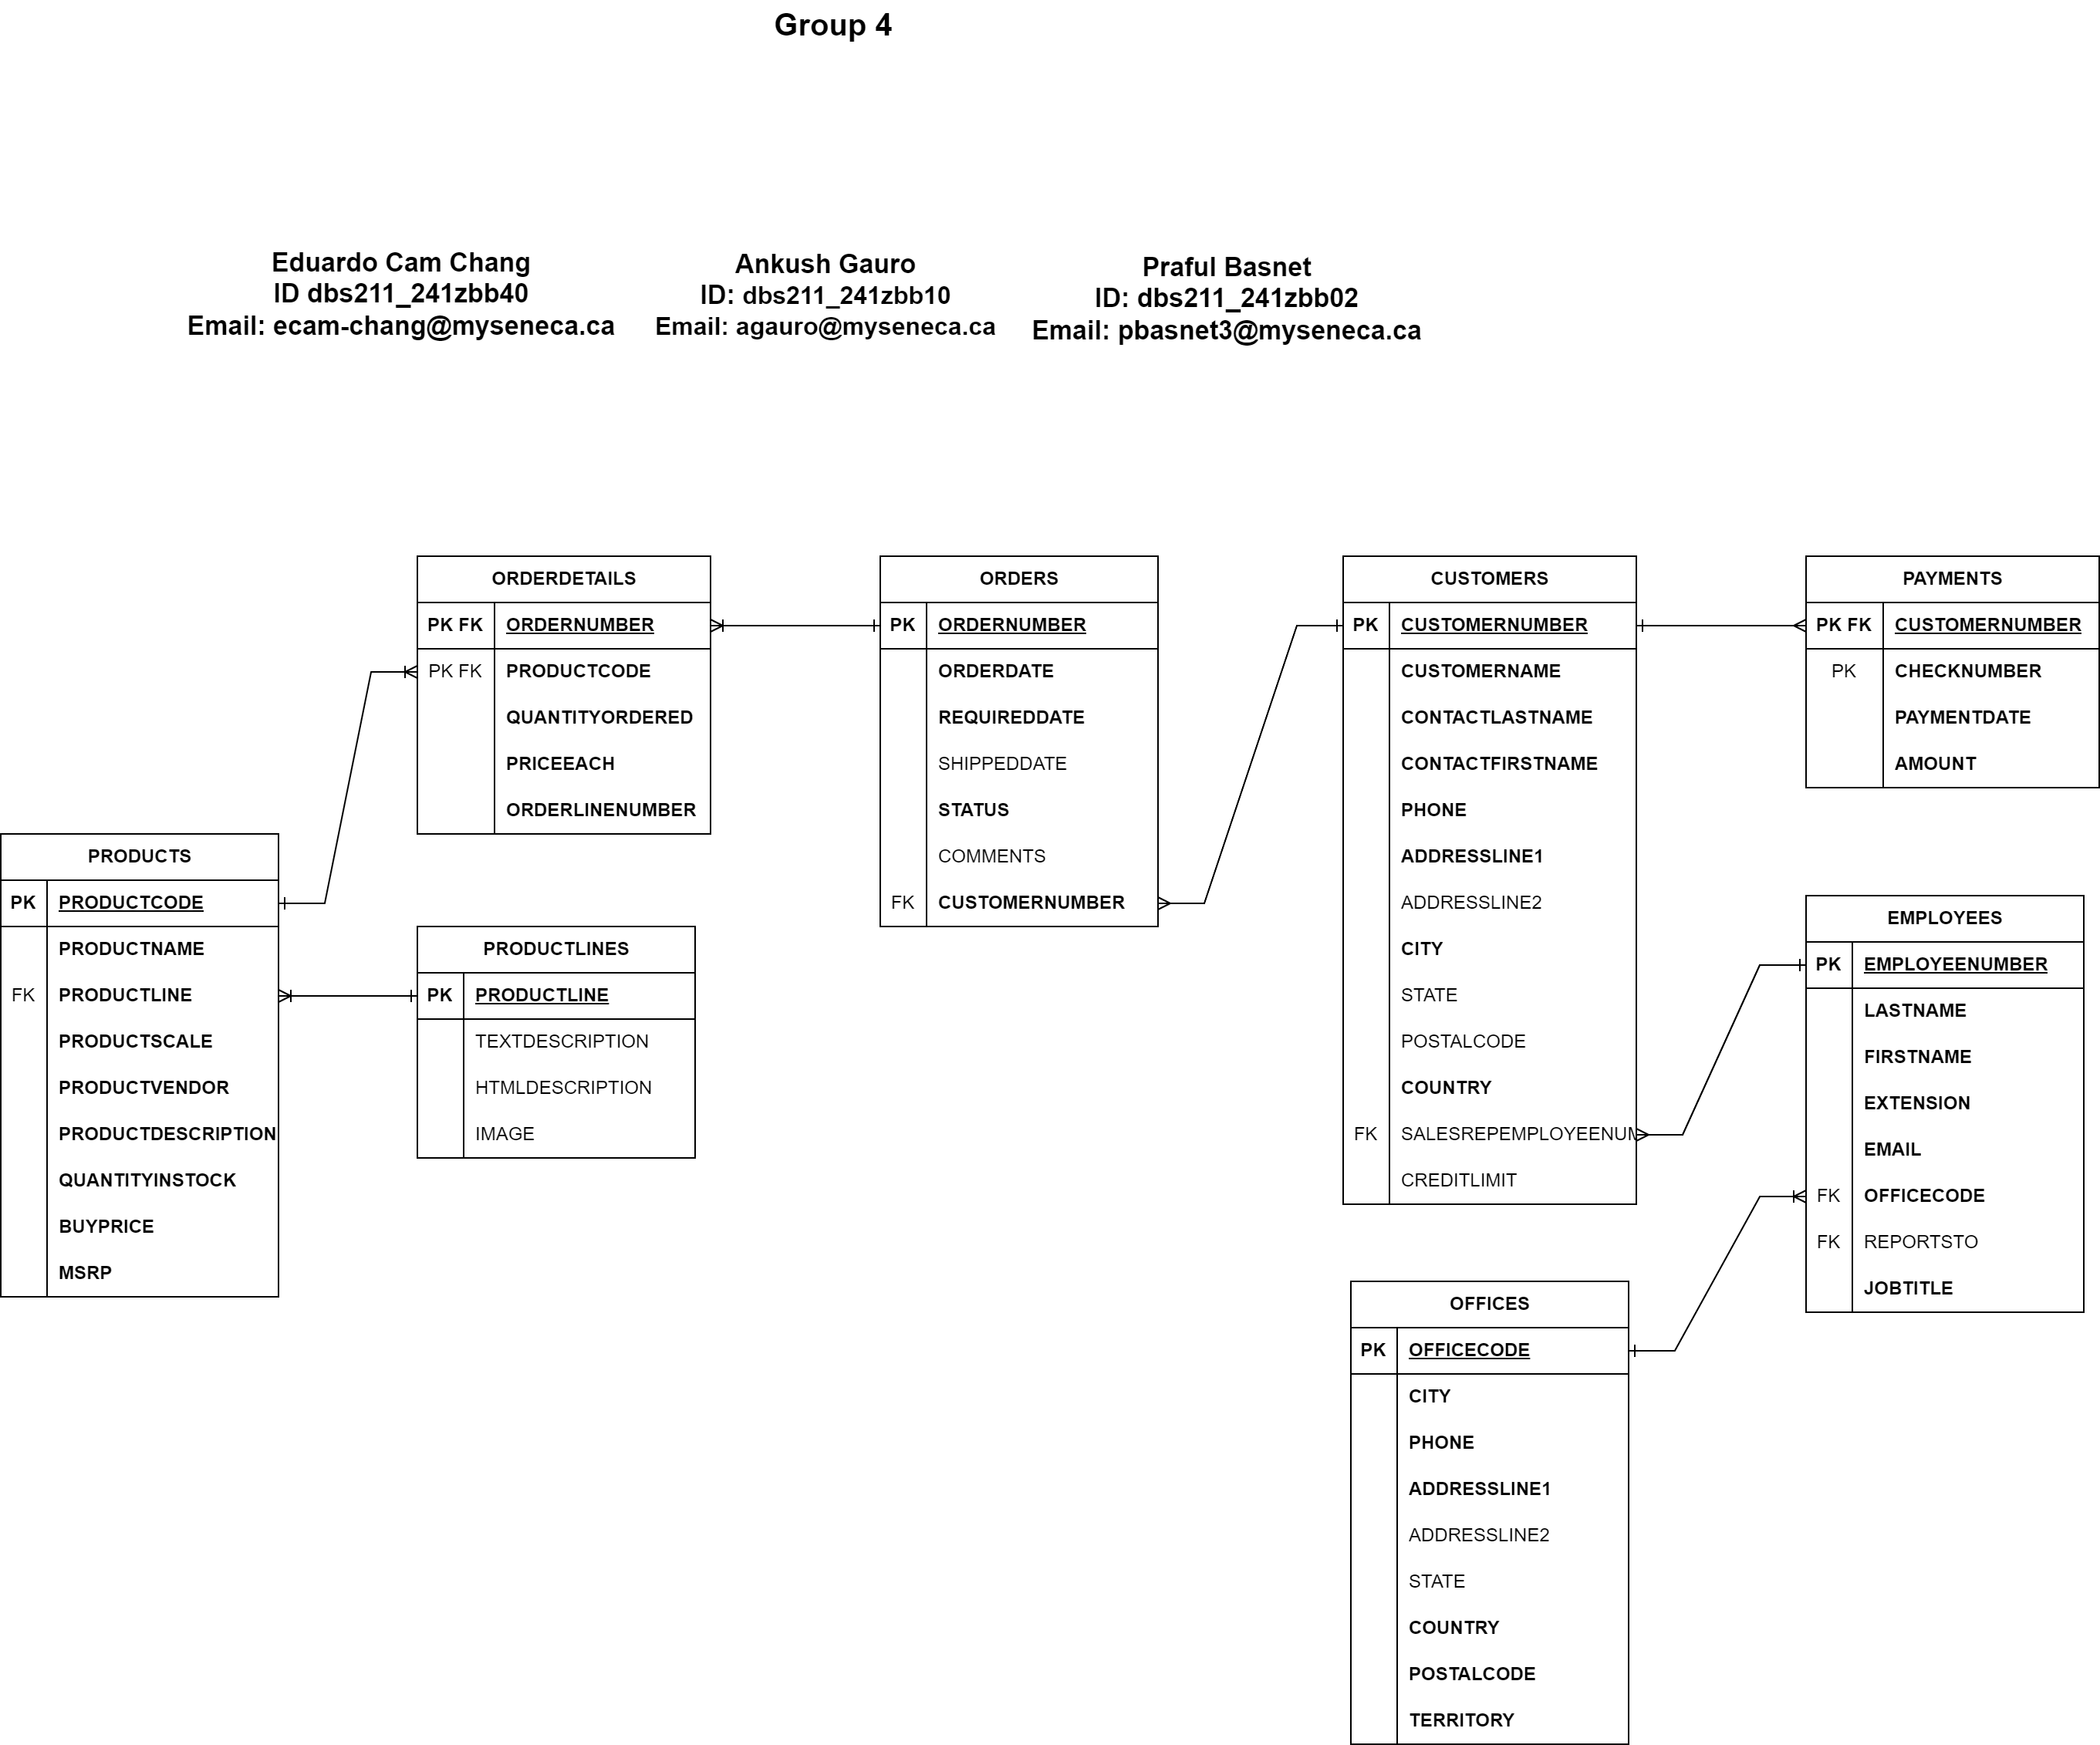 Group 4
Eduardo Cam Chang
ID dbs211_241zbb40
Email: ecam-chang@myseneca.ca
Ankush Gauro
ID: dbs211_241zbb10
Email: agauro@myseneca.ca
Praful Basnet
ID: dbs211_241zbb02
Email: pbasnet3@myseneca.ca
ORDERDETAILS
PK FK ORDERNUMBER
PK FK PRODUCTCODE
QUANTITYORDERED
PRICEEACH
ORDERLINENUMBER
ORDERS
PK ORDERNUMBER
ORDERDATE
REQUIREDDATE
SHIPPEDDATE
STATUS
COMMENTS
FK CUSTOMERNUMBER
CUSTOMERS
PK CUSTOMERNUMBER
CUSTOMERNAME
CONTACTLASTNAME
CONTACTFIRSTNAME
PHONE
ADDRESSLINE1
ADDRESSLINE2
CITY
STATE
POSTALCODE
COUNTRY
FK SALESREPEMPLOYEENUM
CREDITLIMIT
PAYMENTS
PK FK CUSTOMERNUMBER
PK CHECKNUMBER
PAYMENTDATE
AMOUNT
PRODUCTS
PK PRODUCTCODE
PRODUCTNAME
FK PRODUCTLINE
PRODUCTSCALE
PRODUCTVENDOR
PRODUCTDESCRIPTION
QUANTITYINSTOCK
BUYPRICE
MSRP
PRODUCTLINES
PK PRODUCTLINE
TEXTDESCRIPTION
HTMLDESCRIPTION
IMAGE
EMPLOYEES
PK EMPLOYEENUMBER
LASTNAME
FIRSTNAME
EXTENSION
EMAIL
FK OFFICECODE
FK REPORTSTO
JOBTITLE
OFFICES
PK OFFICECODE
CITY
PHONE
ADDRESSLINE1
ADDRESSLINE2
STATE
COUNTRY
POSTALCODE
TERRITORY